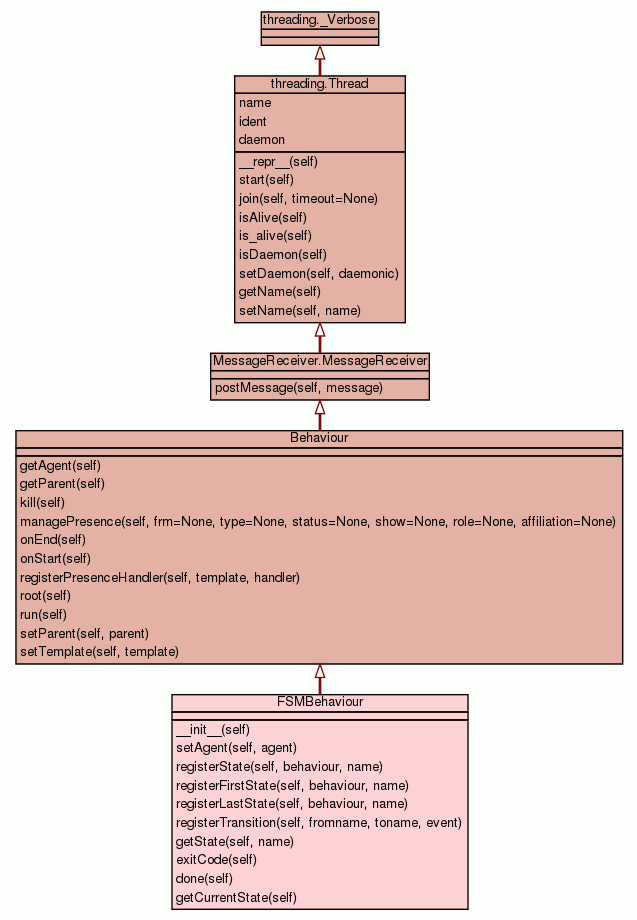 threading._Verbose
threading.Thread
name
ident
daemon
__repr__(self)
start(self)
join(self, timeout=None)
isAlive(self)
is_alive(self)
isDaemon(self)
setDaemon(self, daemonic)
getName(self)
setName(self, name)
MessageReceiver.MessageReceiver
postMessage(self, message)
Behaviour
getAgent(self)
getParent(self)
kill(self)
managePresence(self, frm=None, type=None, status=None, show=None, role=None, affiliation=None)
onEnd(self)
onStart(self)
registerPresenceHandler(self, template, handler)
root(self)
run(self)
setParent(self, parent)
setTemplate(self, template)
FSMBehaviour
__init__(self)
setAgent(self, agent)
registerState(self, behaviour, name)
registerFirstState(self, behaviour, name)
registerLastState(self, behaviour, name)
registerTransition(self, fromname, toname, event)
getState(self, name)
exitCode(self)
done(self)
getCurrentState(self)